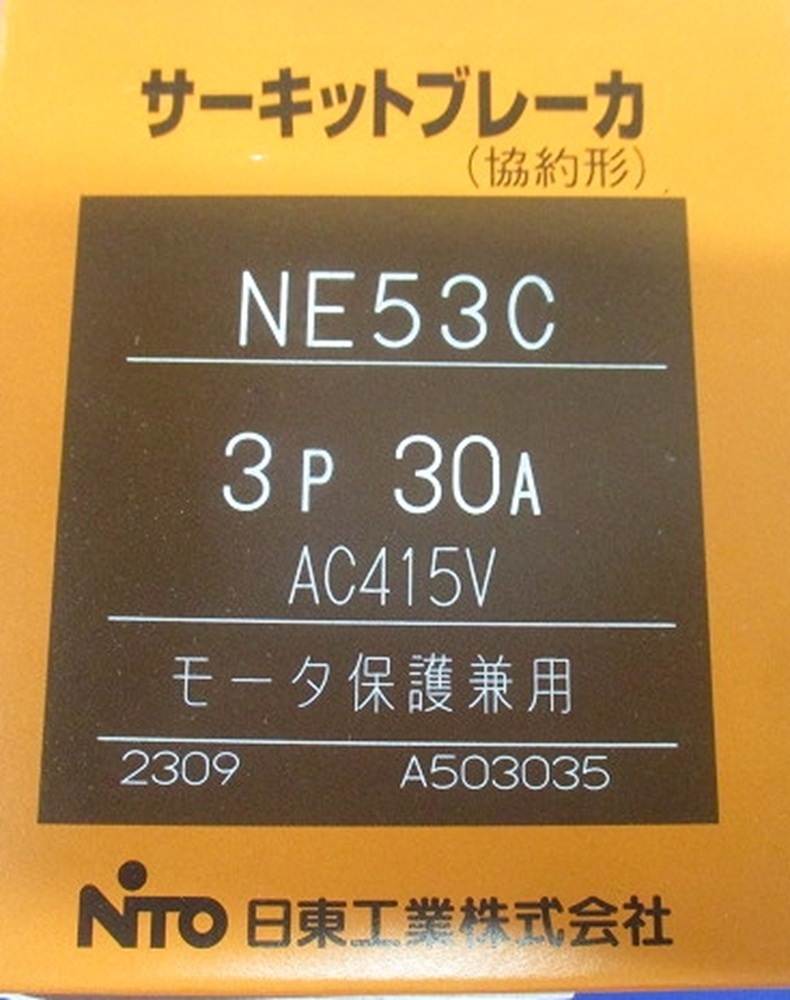 サーキットブレーカ
(協約形)
NE53C
3P 30A
AC415V
モータ保護兼用
2309 A503035
NITO 日東工業株式会社